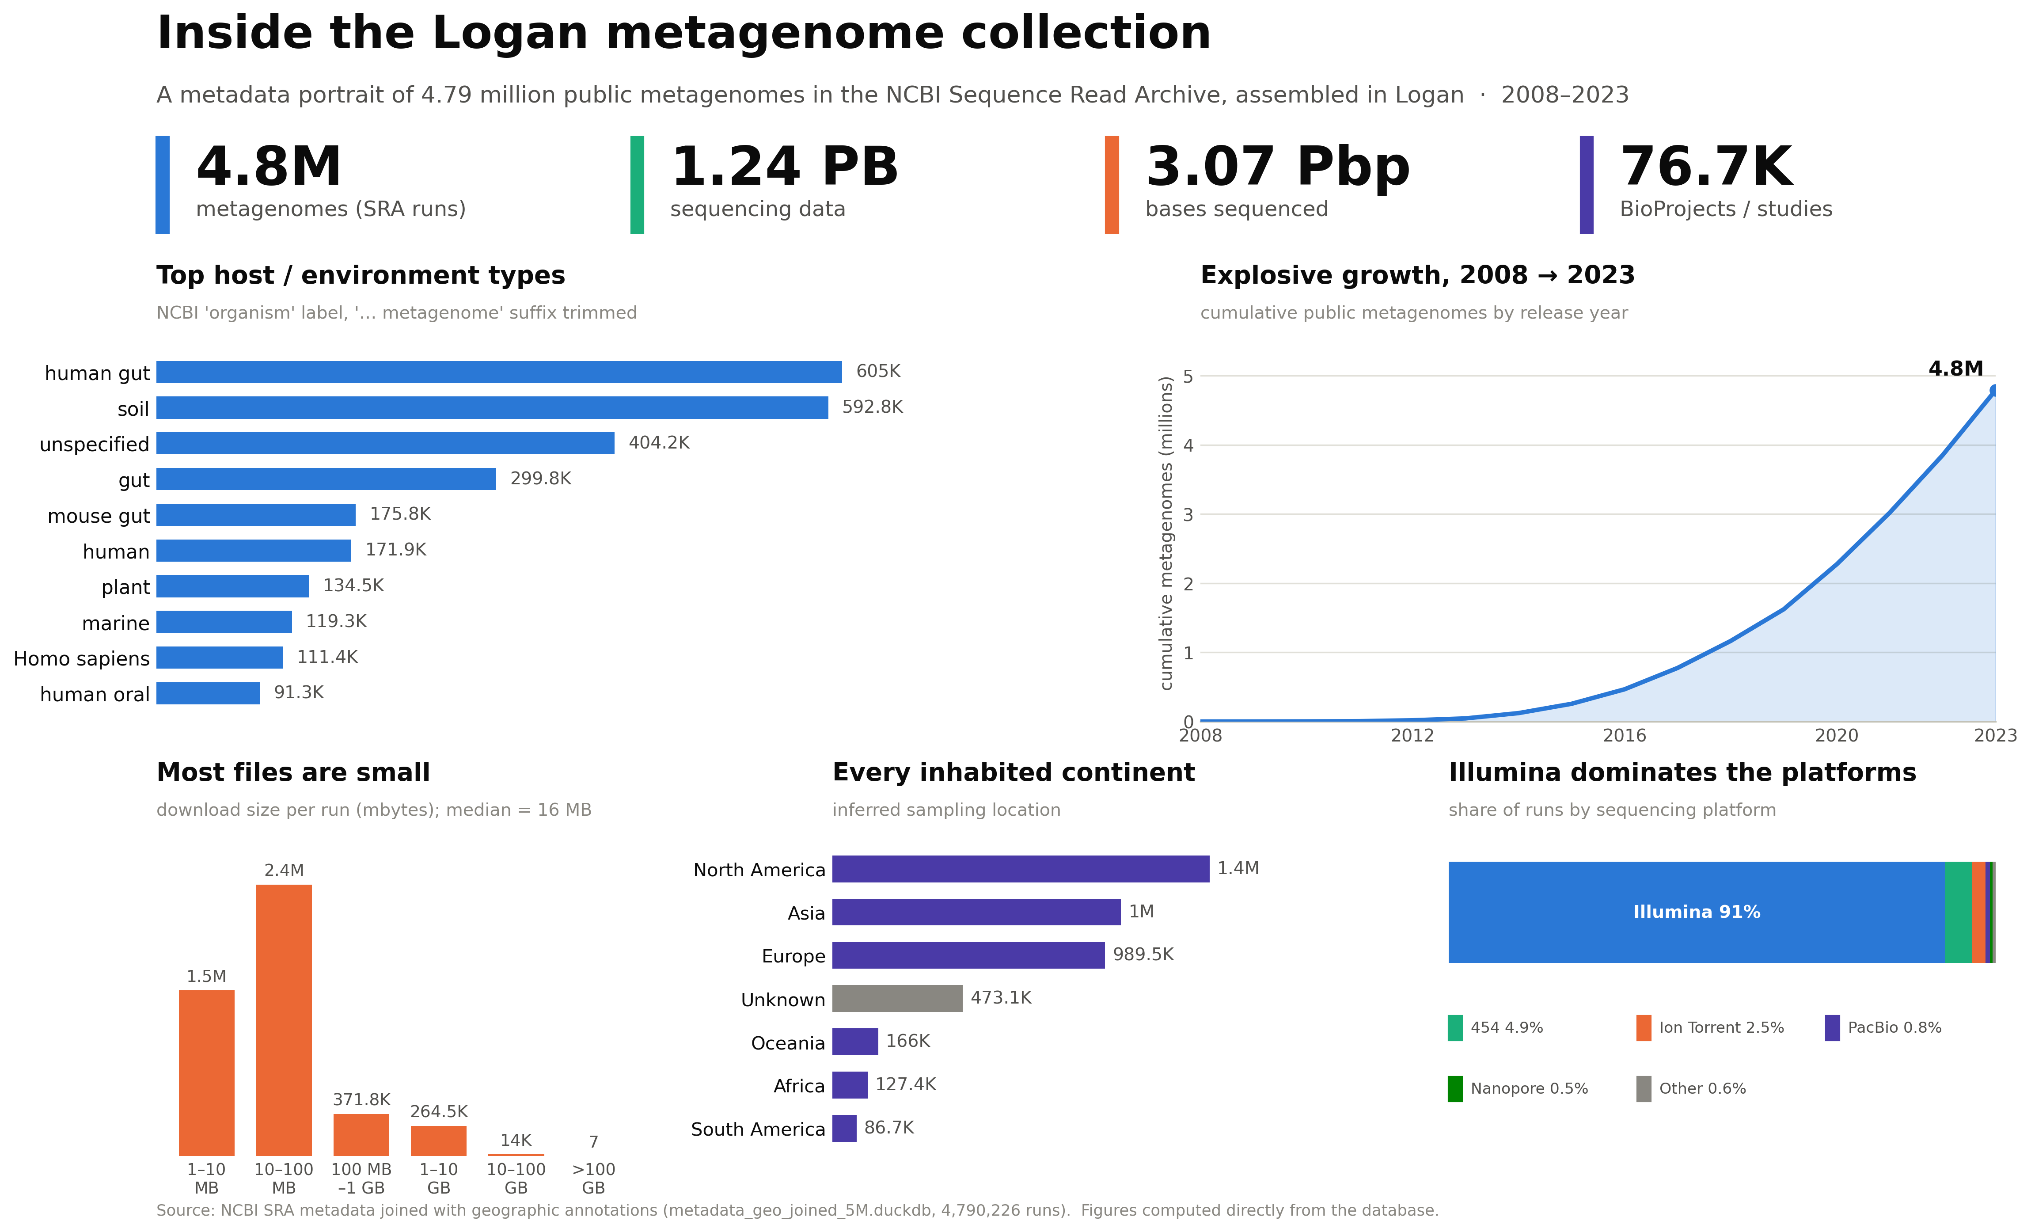 Inside the Logan metagenome collection
A metadata portrait of 4.79 million public metagenomes in the NCBI Sequence Read Archive, assembled in Logan · 2008–2023
4.8M
metagenomes (SRA runs)
1.24 PB
sequencing data
3.07 Pbp
bases sequenced
76.7K
BioProjects / studies
Top host / environment types
NCBI 'organism' label, '... metagenome' suffix trimmed
human gut 605K
soil 592.8K
unspecified 404.2K
gut 299.8K
mouse gut 175.8K
human 171.9K
plant 134.5K
marine 119.3K
Homo sapiens 111.4K
human oral 91.3K
Explosive growth, 2008 → 2023
cumulative public metagenomes by release year
cumulative metagenomes (millions)
4.8M
5
4
3
2
1
0
2008 2012 2016 2020 2023
Most files are small
download size per run (mbytes); median = 16 MB
1.5M 2.4M 371.8K 264.5K 14K 7
1–10 10–100 100 MB 1–10 10–100 >100
MB MB –1 GB GB GB GB
Every inhabited continent
inferred sampling location
North America 1.4M
Asia 1M
Europe 989.5K
Unknown 473.1K
Oceania 166K
Africa 127.4K
South America 86.7K
Illumina dominates the platforms
share of runs by sequencing platform
Illumina 91%
454 4.9% Ion Torrent 2.5% PacBio 0.8%
Nanopore 0.5% Other 0.6%
Source: NCBI SRA metadata joined with geographic annotations (metadata_geo_joined_5M.duckdb, 4,790,226 runs). Figures computed directly from the database.